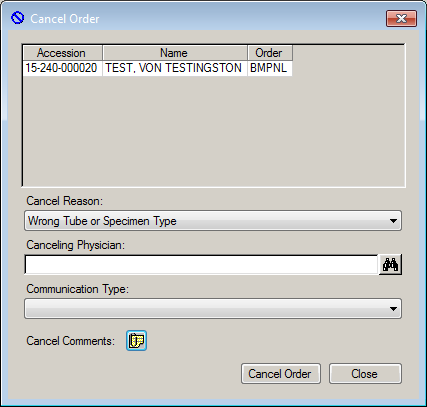 Cancel Order
Accession Name Order
15-240-000020 TEST, VON TESTINGSTON BMPNL
Cancel Reason:
Wrong Tube or Specimen Type
Canceling Physician:
Communication Type:
Cancel Comments:
Cancel Order Close